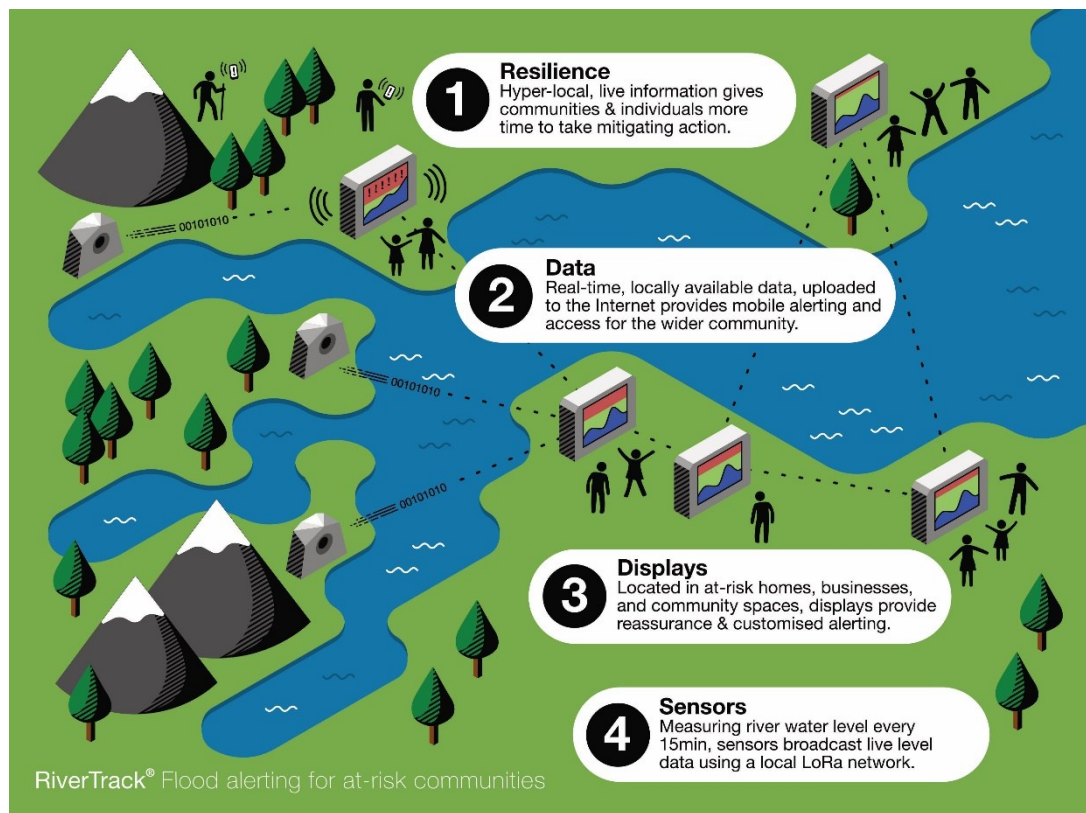 1
Resilience
Hyper-local, live information gives
communities & individuals more
time to take mitigating action.
00101010
!!!!!!
2
Data
Real-time, locally available data, uploaded
to the Internet provides mobile alerting and
access for the wider community.
00101010
00101010
3
Displays
Located in at-risk homes, businesses,
and community spaces, displays provide
reassurance & customised alerting.
4
Sensors
Measuring river water level every
15min, sensors broadcast live level
data using a local LoRa network.
RiverTrack® Flood alerting for at-risk communities